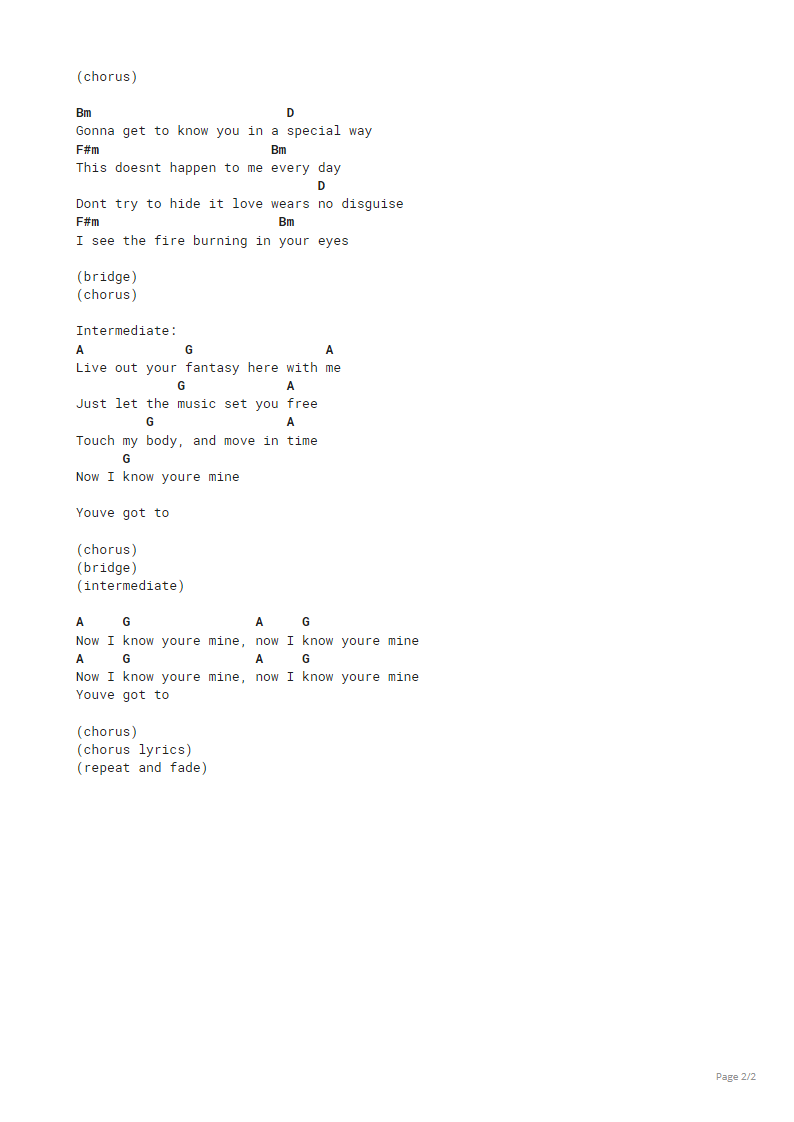 (chorus)
Bm D
Gonna get to know you in a special way
F#m Bm
This doesnt happen to me every day
D
Dont try to hide it love wears no disguise
F#m Bm
I see the fire burning in your eyes
(bridge)
(chorus)
Intermediate:
A G A
Live out your fantasy here with me
G A
Just let the music set you free
G A
Touch my body, and move in time
G
Now I know youre mine
Youve got to
(chorus)
(bridge)
(intermediate)
A G A G
Now I know youre mine, now I know youre mine
A G A G
Now I know youre mine, now I know youre mine
Youve got to
(chorus)
(chorus lyrics)
(repeat and fade)
Page 2/2